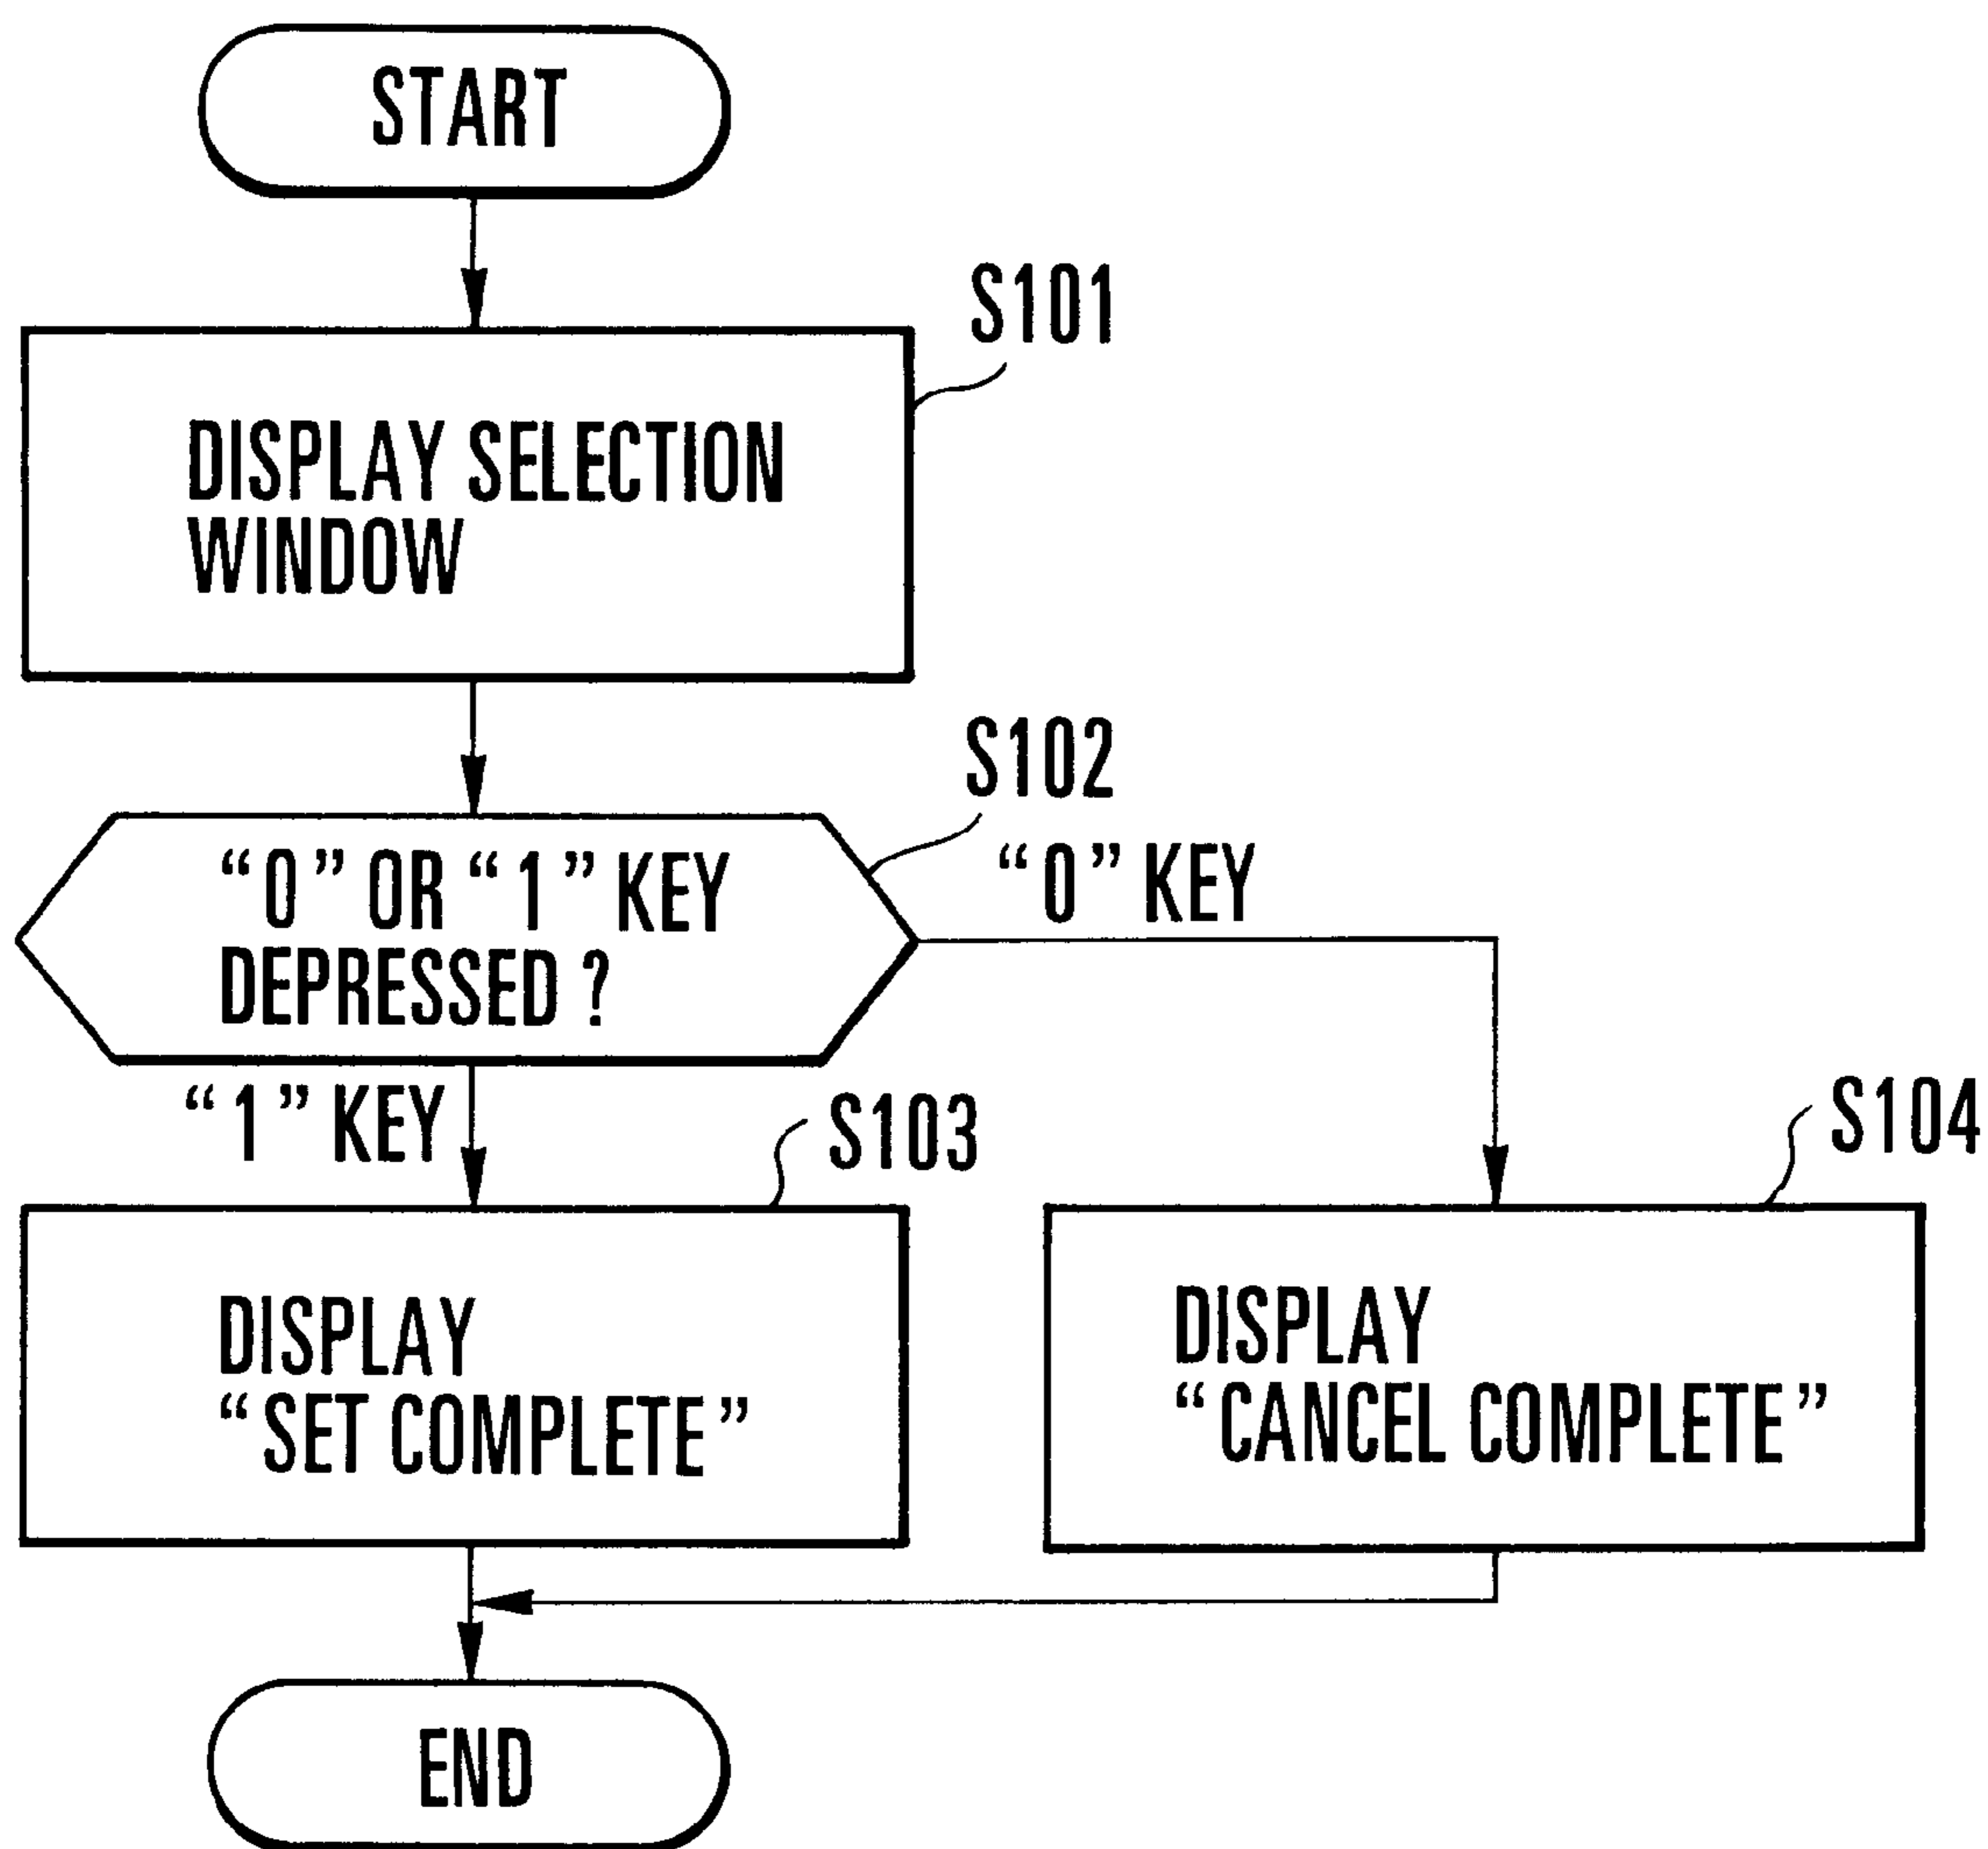 START
S101
DISPLAY SELECTION
WINDOW
S102
“0” OR “1” KEY
DEPRESSED ?
“0” KEY
“1” KEY
S103
S104
DISPLAY
“SET COMPLETE”
DISPLAY
“CANCEL COMPLETE”
END